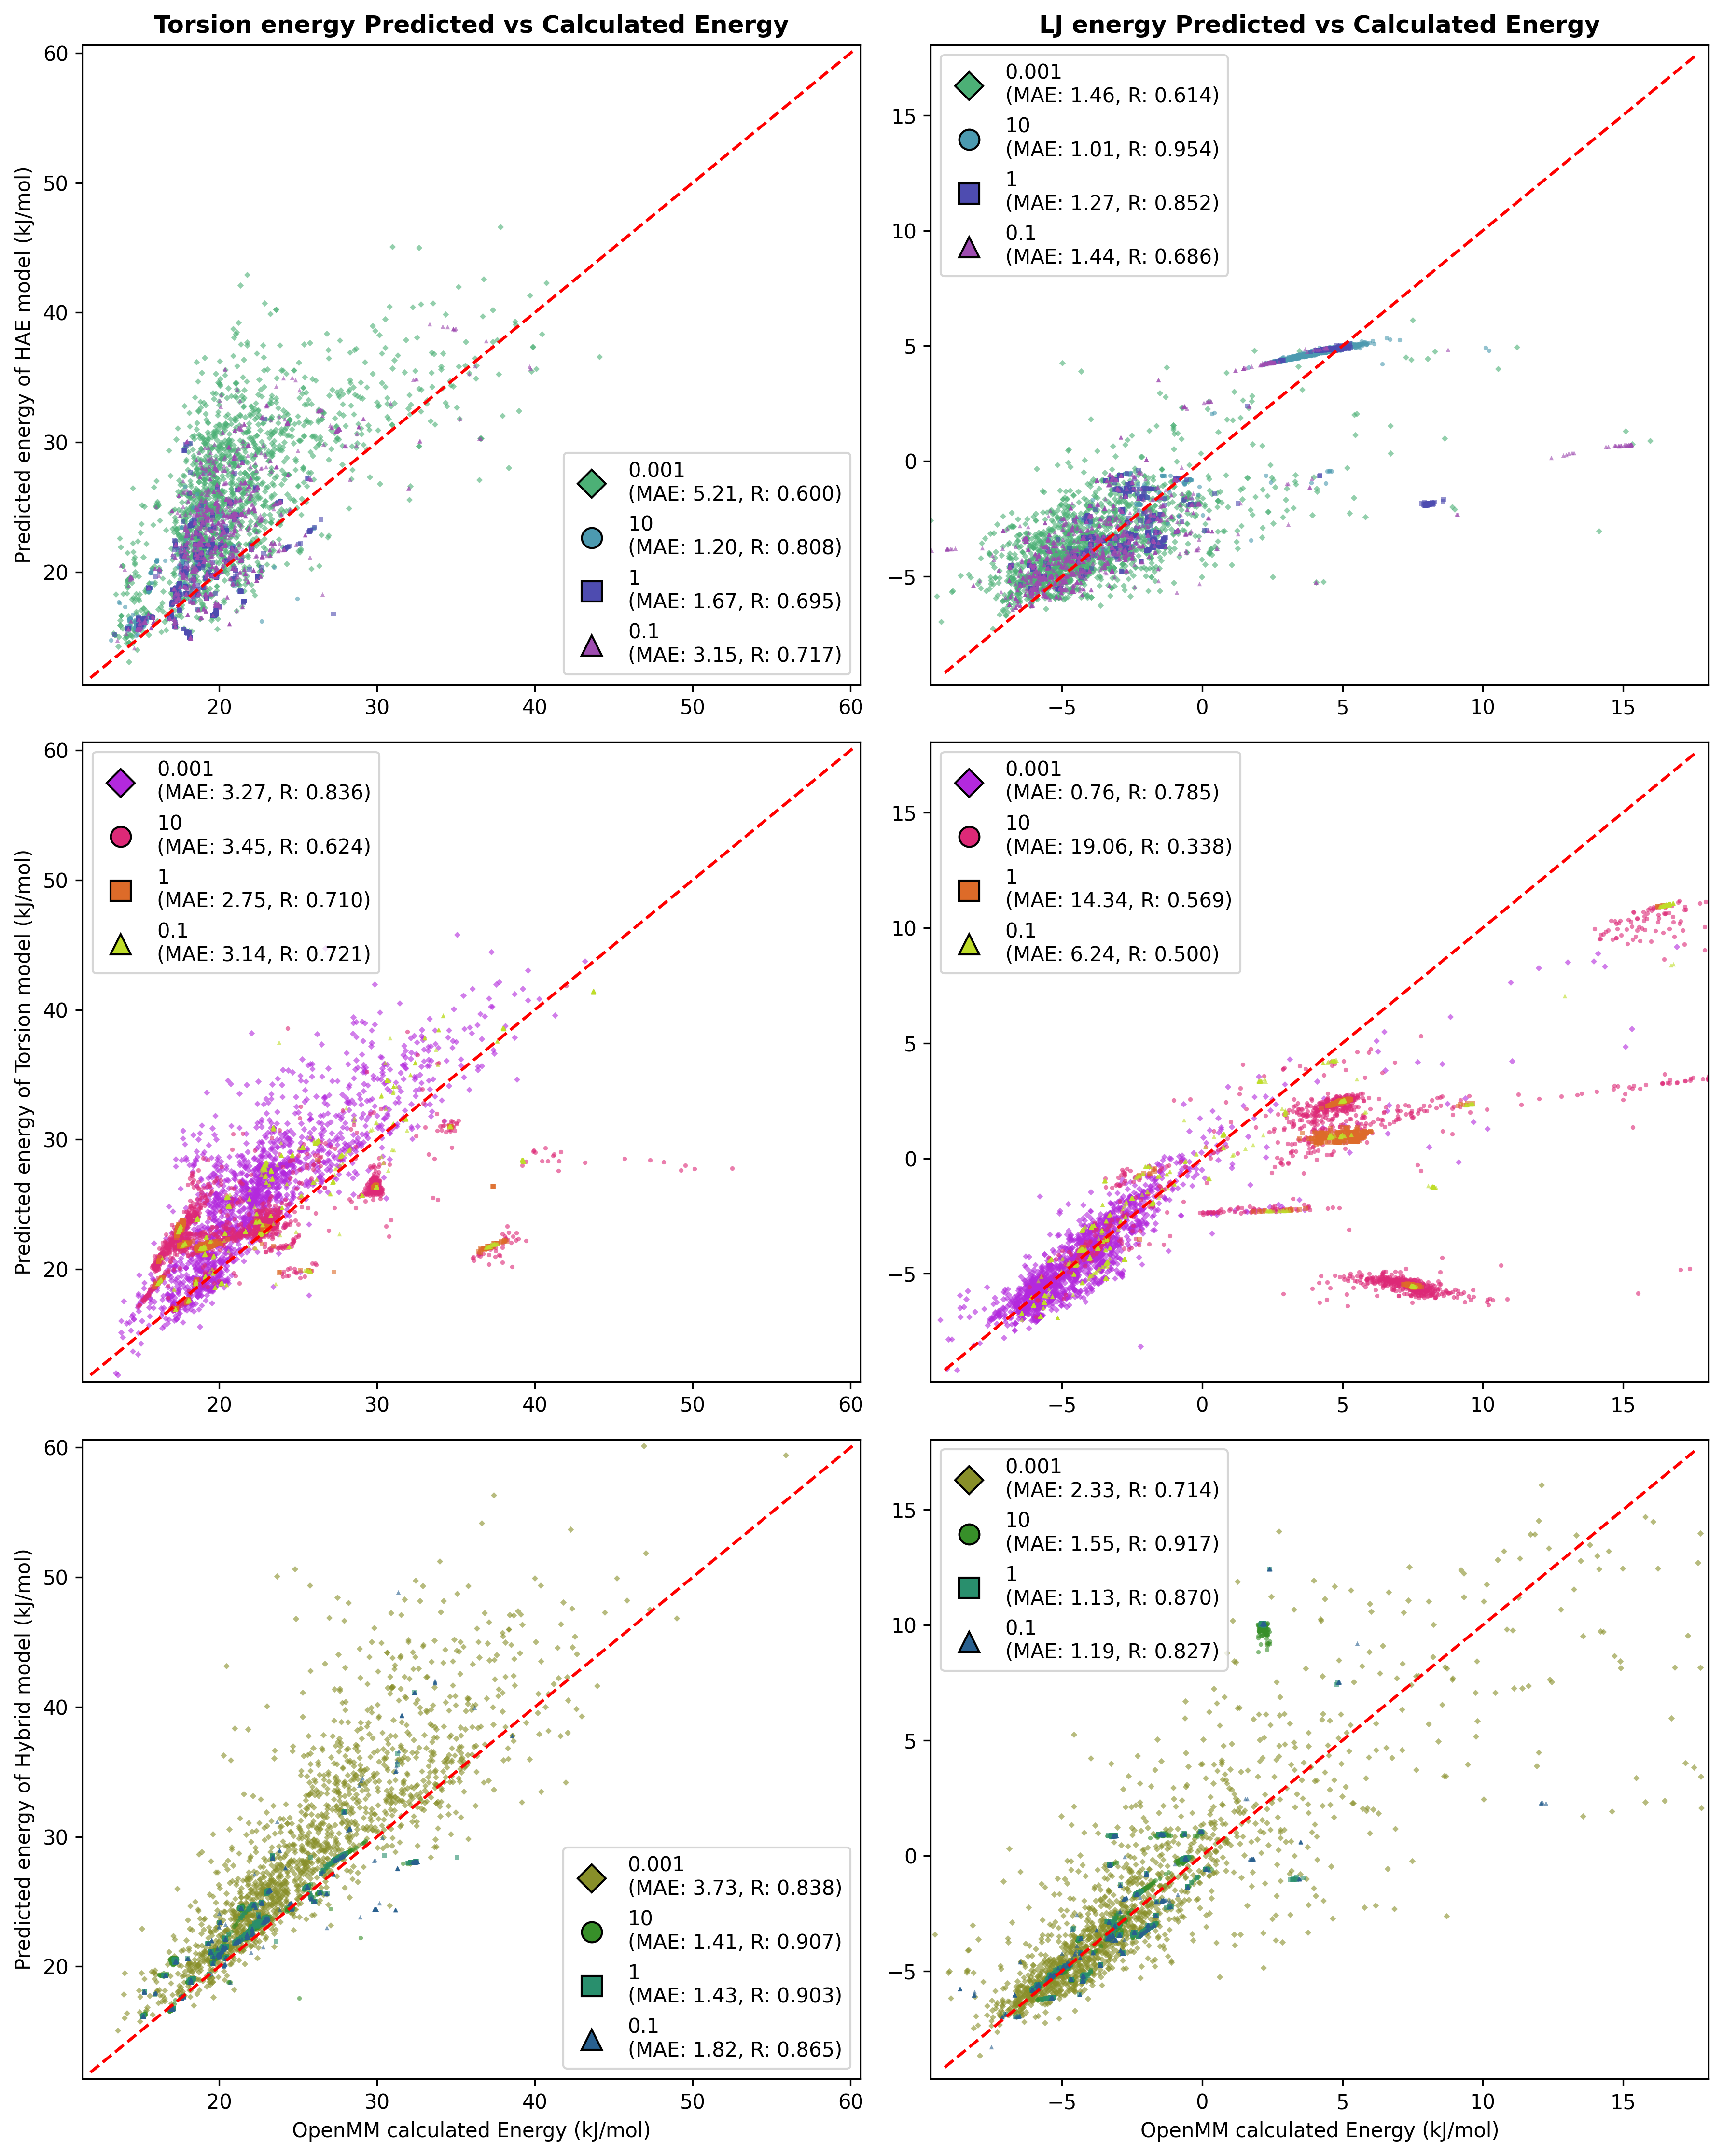 Torsion energy Predicted vs Calculated Energy
Predicted energy of HAE model (kJ/mol)
60
50
40
30
20
0.001
(MAE: 5.21, R: 0.600)
10
(MAE: 1.20, R: 0.808)
1
(MAE: 1.67, R: 0.695)
0.1
(MAE: 3.15, R: 0.717)
20
30
40
50
60
LJ energy Predicted vs Calculated Energy
15
10
5
0
−5
0.001
(MAE: 1.46, R: 0.614)
10
(MAE: 1.01, R: 0.954)
1
(MAE: 1.27, R: 0.852)
0.1
(MAE: 1.44, R: 0.686)
−5
0
5
10
15
Predicted energy of Torsion model (kJ/mol)
60
50
40
30
20
0.001
(MAE: 3.27, R: 0.836)
10
(MAE: 3.45, R: 0.624)
1
(MAE: 2.75, R: 0.710)
0.1
(MAE: 3.14, R: 0.721)
20
30
40
50
60
15
10
5
0
−5
0.001
(MAE: 0.76, R: 0.785)
10
(MAE: 19.06, R: 0.338)
1
(MAE: 14.34, R: 0.569)
0.1
(MAE: 6.24, R: 0.500)
−5
0
5
10
15
Predicted energy of Hybrid model (kJ/mol)
60
50
40
30
20
0.001
(MAE: 3.73, R: 0.838)
10
(MAE: 1.41, R: 0.907)
1
(MAE: 1.43, R: 0.903)
0.1
(MAE: 1.82, R: 0.865)
20
30
40
50
60
OpenMM calculated Energy (kJ/mol)
15
10
5
0
−5
0.001
(MAE: 2.33, R: 0.714)
10
(MAE: 1.55, R: 0.917)
1
(MAE: 1.13, R: 0.870)
0.1
(MAE: 1.19, R: 0.827)
−5
0
5
10
15
OpenMM calculated Energy (kJ/mol)